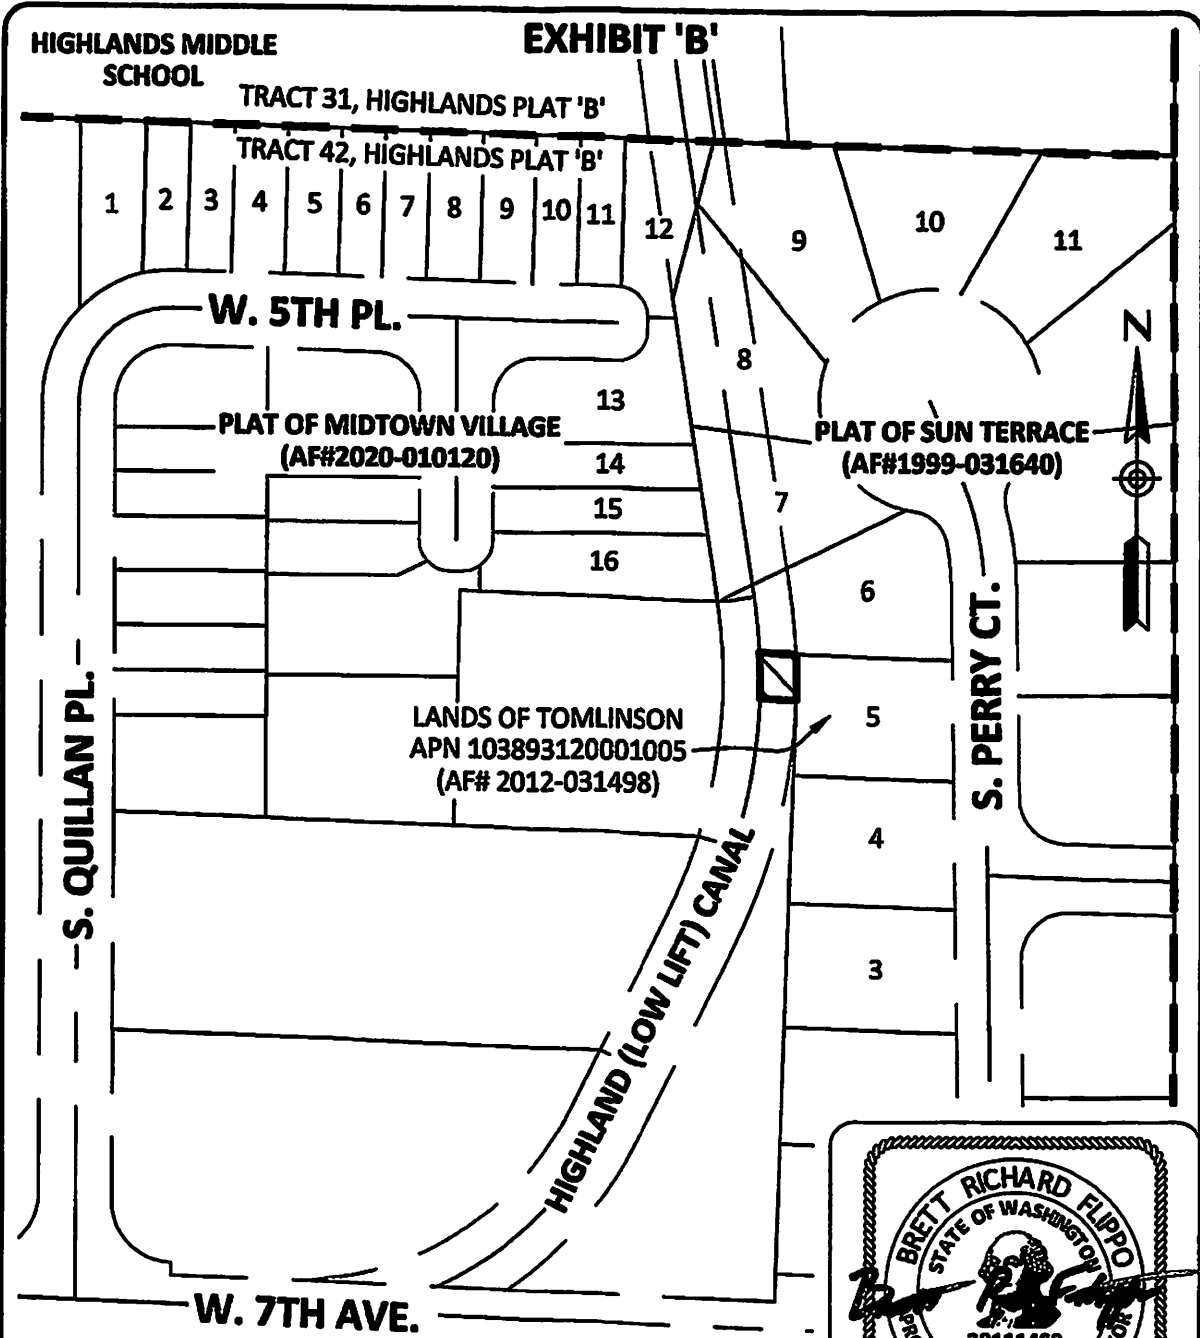 EXHIBIT 'B'
HIGHLANDS MIDDLE
SCHOOL
TRACT 31, HIGHLANDS PLAT 'B'
TRACT 42, HIGHLANDS PLAT 'B'
1 2 3 4 5 6 7 8 9 10 11 12
9 10 11
N
W. 5TH PL.
8
13
PLAT OF MIDTOWN VILLAGE
(AF#2020-010120)
PLAT OF SUN TERRACE
(AF#1999-031640)
14
7
15
16
6
S. QUILLAN PL.
S. PERRY CT.
LANDS OF TOMLINSON
APN 103893120001005
(AF# 2012-031498)
5
4
HIGHLAND (LOW LIFT) CANAL
3
BRETT RICHARD FLIPPO
STATE OF WASHINGTON
W. 7TH AVE.